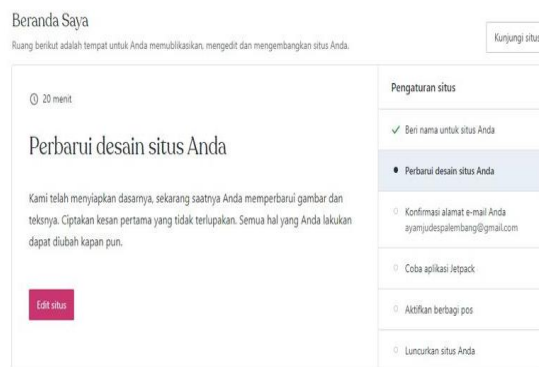 Beranda Saya
Ruang berikut adalah tempat untuk Anda memublikasikan, mengedit dan mengembangkan situs Anda.
Kunjungi situs
20 menit
Perbarui desain situs Anda
Kami telah menyiapkan dasarnya, sekarang saatnya Anda memperbarui gambar dan
teksnya. Ciptakan kesan pertama yang tidak terlupakan. Semua hal yang Anda lakukan
dapat diubah kapan pun.
Edit situs
Pengaturan situs
Beri nama untuk situs Anda
Perbarui desain situs Anda
Konfirmasi alamat e-mail Anda
ayamjudespalembang@gmail.com
Coba aplikasi Jetpack
Aktifkan berbagi pos
Luncurkan situs Anda